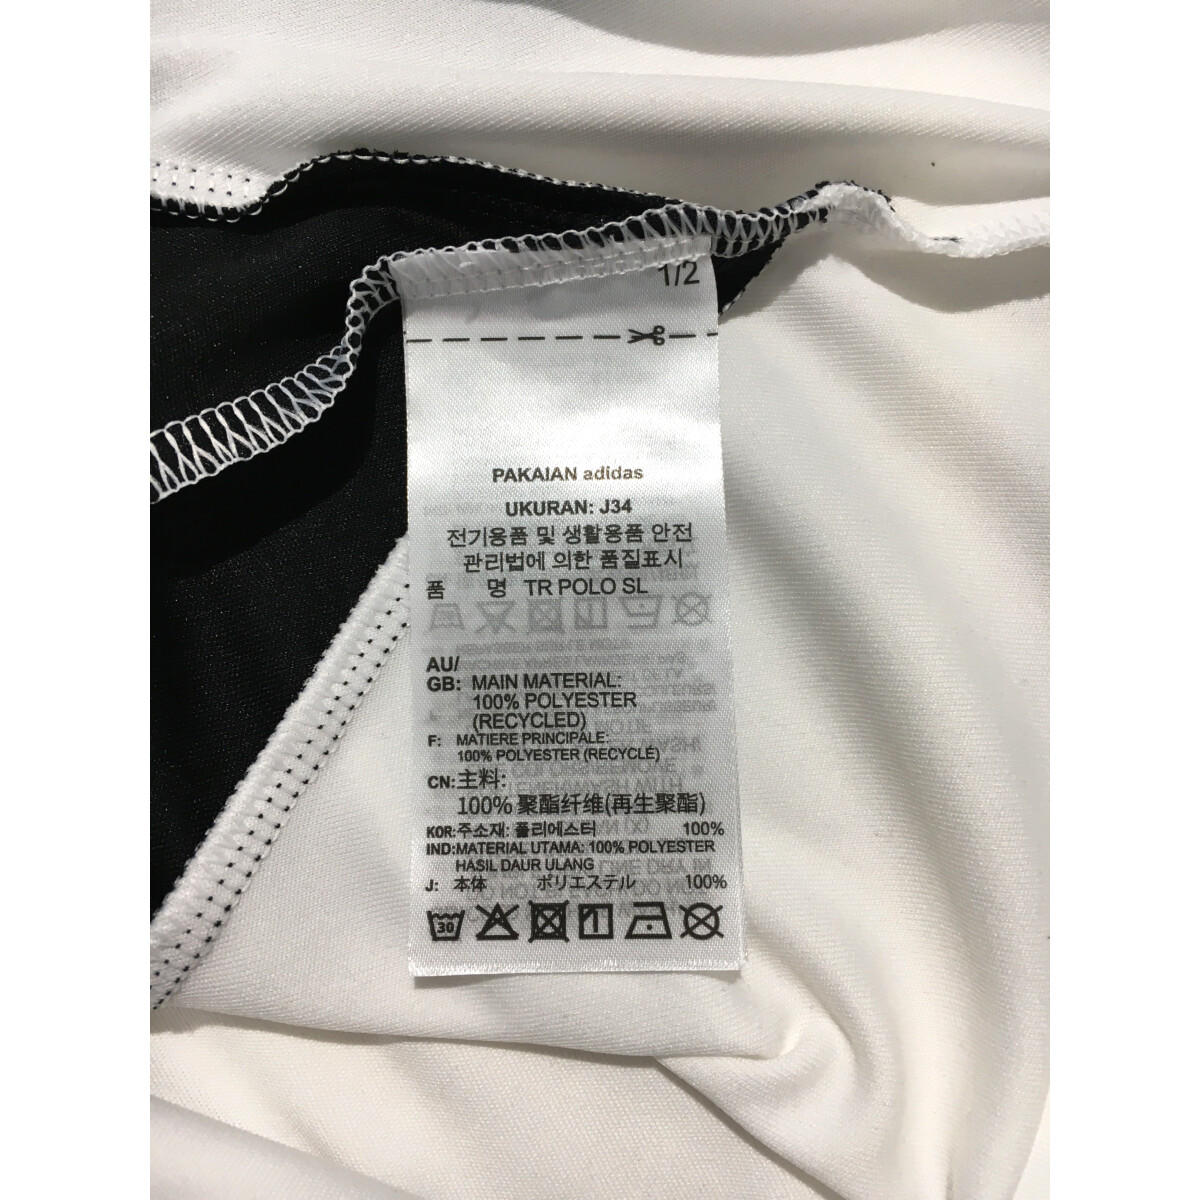 1/2
PAKAIAN adidas
UKURAN: J34
전기용품 및 생활용품 안전
관리법에 의한 품질표시
품 명 TR POLO SL
AU/
GB: MAIN MATERIAL:
100% POLYESTER
(RECYCLED)
F: MATIERE PRINCIPALE:
100% POLYESTER (RECYCLÉ)
CN: 主料:
100% 聚酯纤维(再生聚酯)
KOR: 주소재: 폴리에스터 100%
IND: MATERIAL UTAMA: 100% POLYESTER
HASIL DAUR ULANG
J: 本体 ポリエステル 100%
30